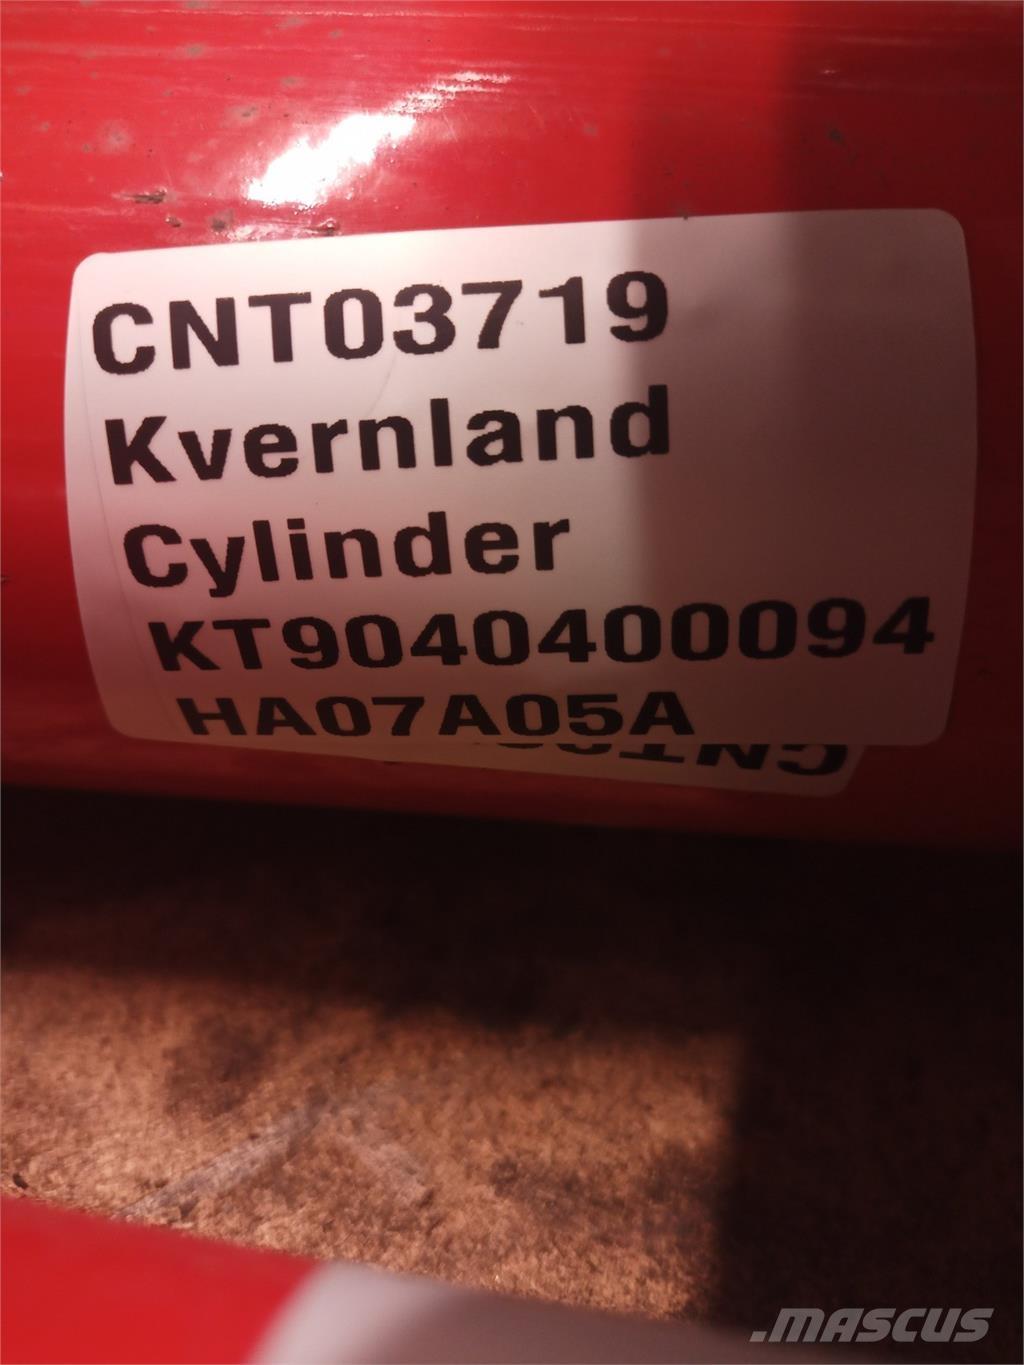 CNT03719
Kvernland
Cylinder
KT9040400094
HA07A05A
.MASCUS